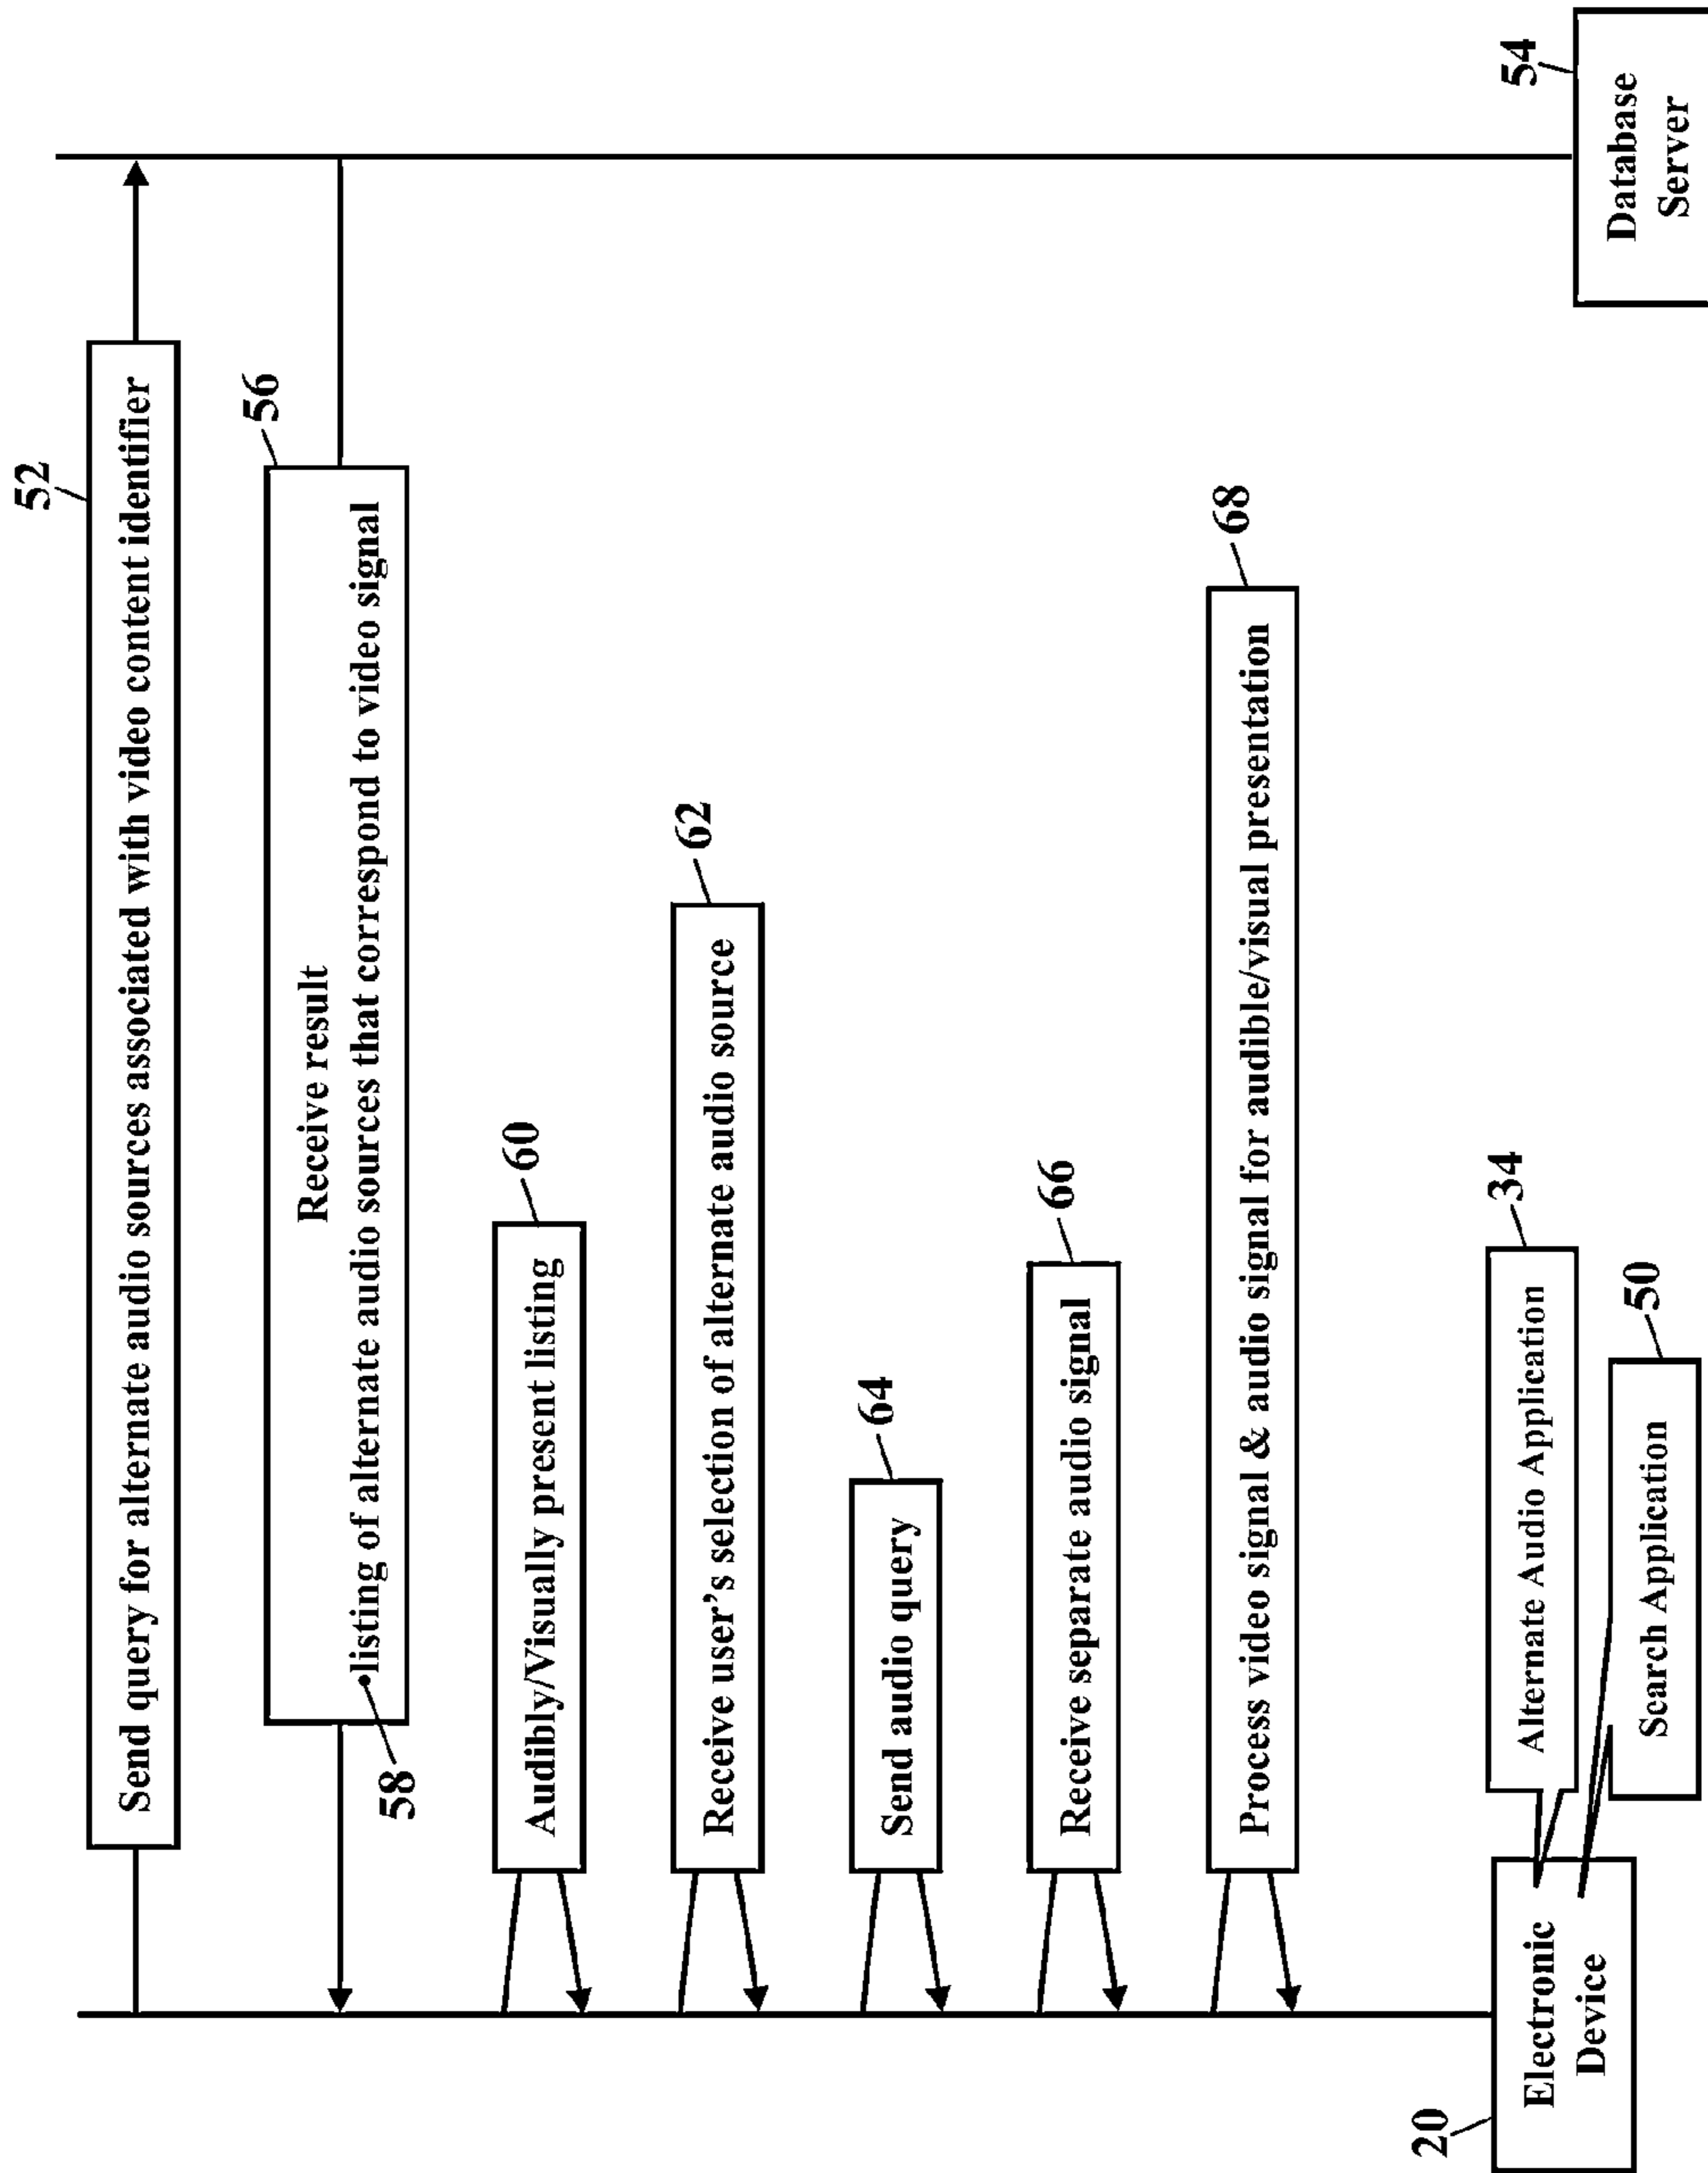 52
Send query for alternate audio sources associated with video content identifier
56
Receive result
•listing of alternate audio sources that correspond to video signal
58
60
Audibly/Visually present listing
62
Receive user's selection of alternate audio source
64
Send audio query
66
Receive separate audio signal
68
Process video signal & audio signal for audible/visual presentation
34
Alternate Audio Application
50
Search Application
20
Electronic
Device
54
Database
Server